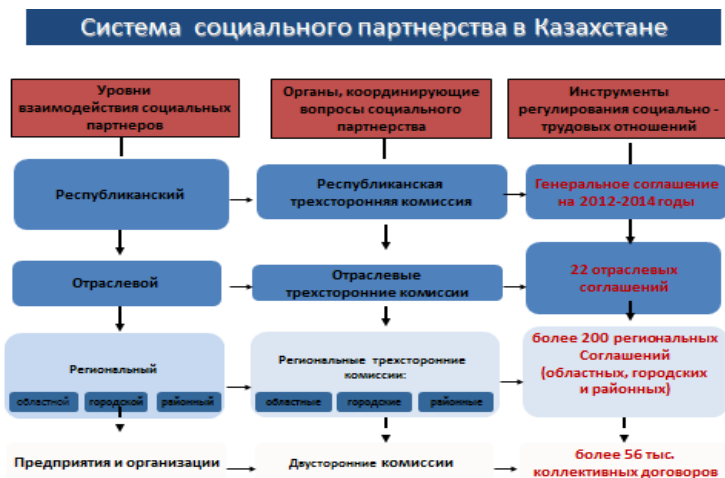 Система социального партнерства в Казахстане
Уровни
взаимодействия социальных
партнеров
Органы, координирующие
вопросы социального
партнерства
Инструменты
регулирования социально -
трудовых отношений
Республиканский
Республиканская
трехсторонняя комиссия
Генеральное соглашение
на 2012-2014 годы
Отраслевой
Отраслевые
трехсторонние комиссии
22 отраслевых
соглашений
Региональный
областной
городской
районный
Региональные трехсторонние
комиссии:
областные
городские
районные
более 200 региональных
Соглашений
(областных, городских
и районных)
Предприятия и организации
Двусторонние комиссии
более 56 тыс.
коллективных договоров